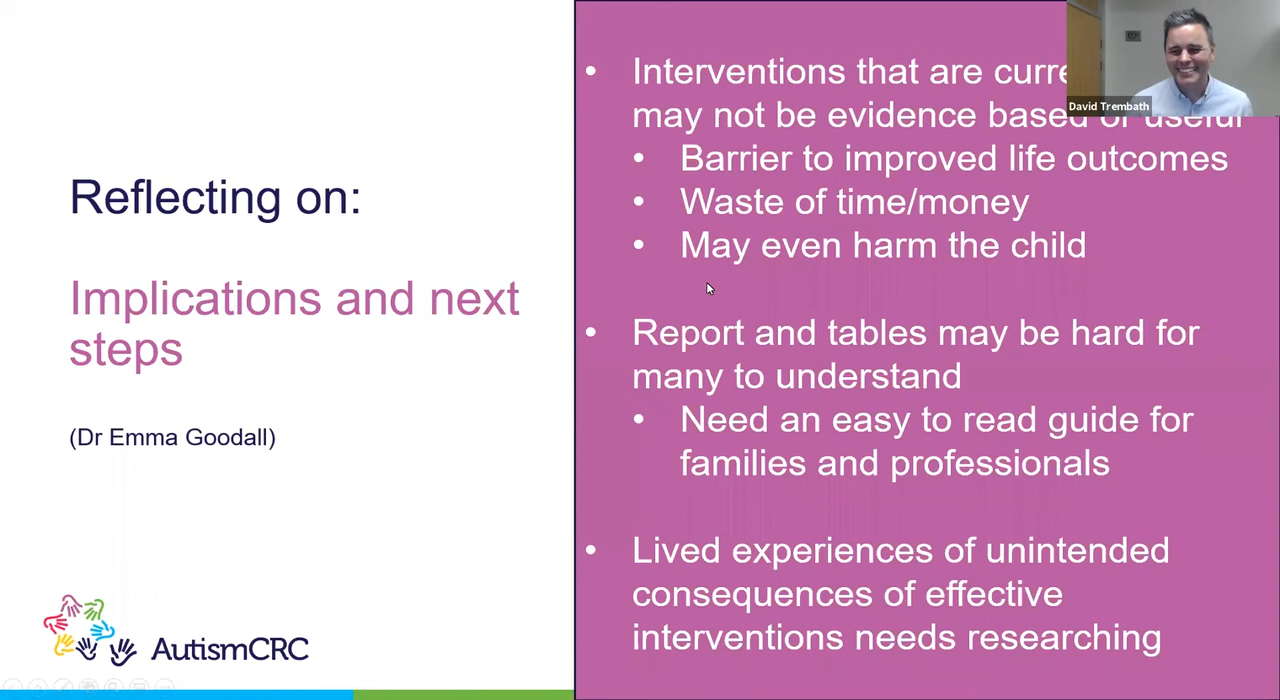 Reflecting on:
Implications and next
steps
(Dr Emma Goodall)
AutismCRC
• Interventions that are
may not be evidence based or useful
• Barrier to improved life outcomes
• Waste of time/money
• May even harm the child
• Report and tables may be hard for
many to understand
• Need an easy to read guide for
families and professionals
• Lived experiences of unintended
consequences of effective
interventions needs researching
David Trembath